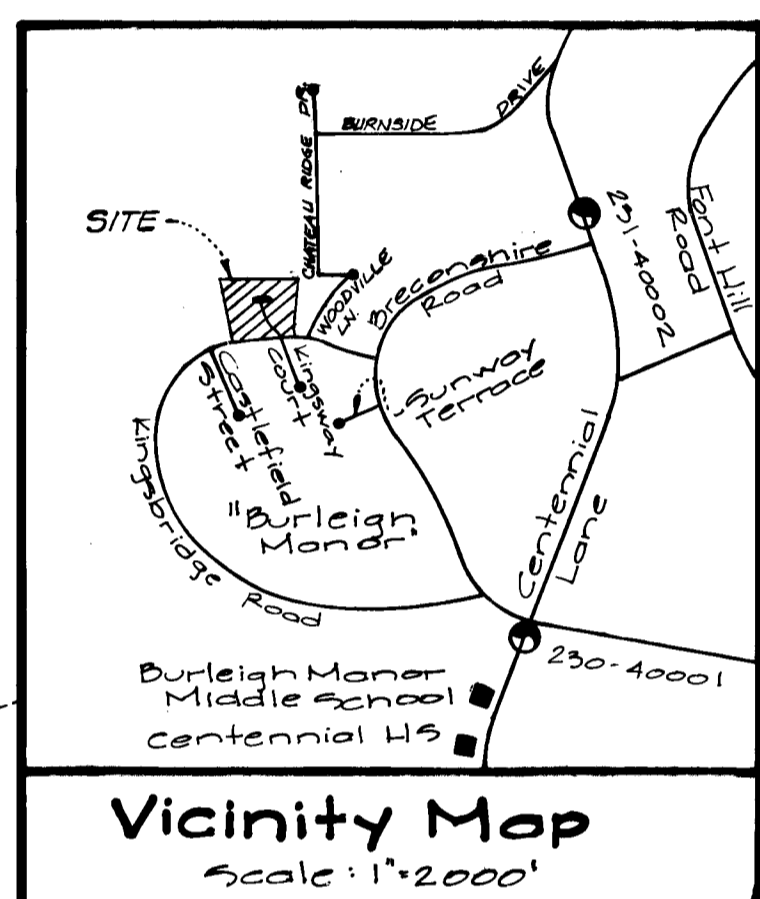 CHATEAU RIDGE DR.
BURNSIDE DRIVE
SITE
231-40002
Font Hill
Road
WOODVILLE
LN.
Breconshire
Road
Kingsway
Court
Sunway
Terrace
Castlefield
Street
Kingsbridge Road
"Burleigh
Manor"
Centennial
Lane
230-40001
Burleigh Manor
Middle School
Centennial HS
Vicinity Map
Scale: 1"=2000'